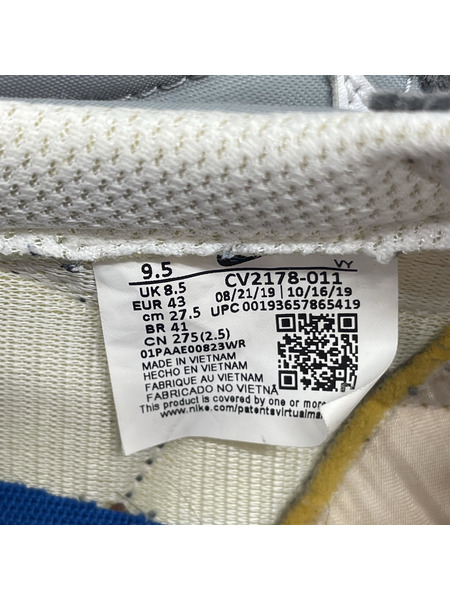 9.5 VY
UK 8.5 CV2178-011
EUR 43 08/21/19 10/16/19
cm 27.5 UPC 00193657865419
BR 41
CN 275(2.5)
01PAAE00823WR
MADE IN VIETNAM
HECHO EN VIETNAM
FABRIQUE AU VIETNAM
FABRICADO NO VIETNAM
This product is covered by one or more
www.nike.com/patents